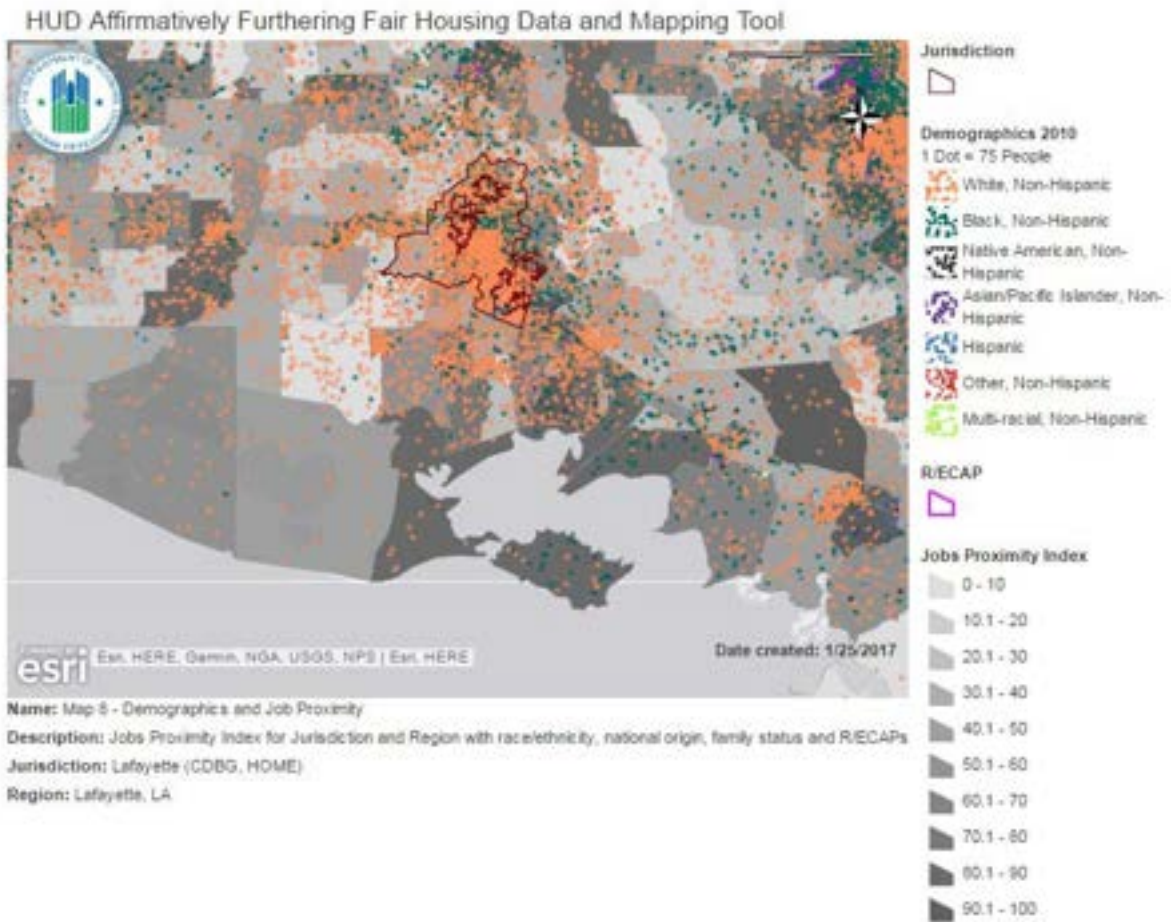 HUD Affirmatively Furthering Fair Housing Data and Mapping Tool
Jurisdiction
Demographics 2010
1 Dot = 75 People
White, Non-Hispanic
Black, Non-Hispanic
Native American, Non-
Hispanic
Asian/Pacific Islander, Non-
Hispanic
Hispanic
Other, Non-Hispanic
Multi-racial, Non-Hispanic
R/ECAP
Jobs Proximity Index
0 - 10
10.1 - 20
20.1 - 30
30.1 - 40
40.1 - 50
50.1 - 60
60.1 - 70
70.1 - 80
80.1 - 90
90.1 - 100
esri
Esri, HERE, Garmin, NGA, USGS, NPS | Esri, HERE
Date created: 1/25/2017
Name: Map 8 - Demographics and Job Proximity
Description: Jobs Proximity Index for Jurisdiction and Region with race/ethnicity, national origin, family status and R/ECAPs
Jurisdiction: Lafayette (CDBG, HOME)
Region: Lafayette, LA